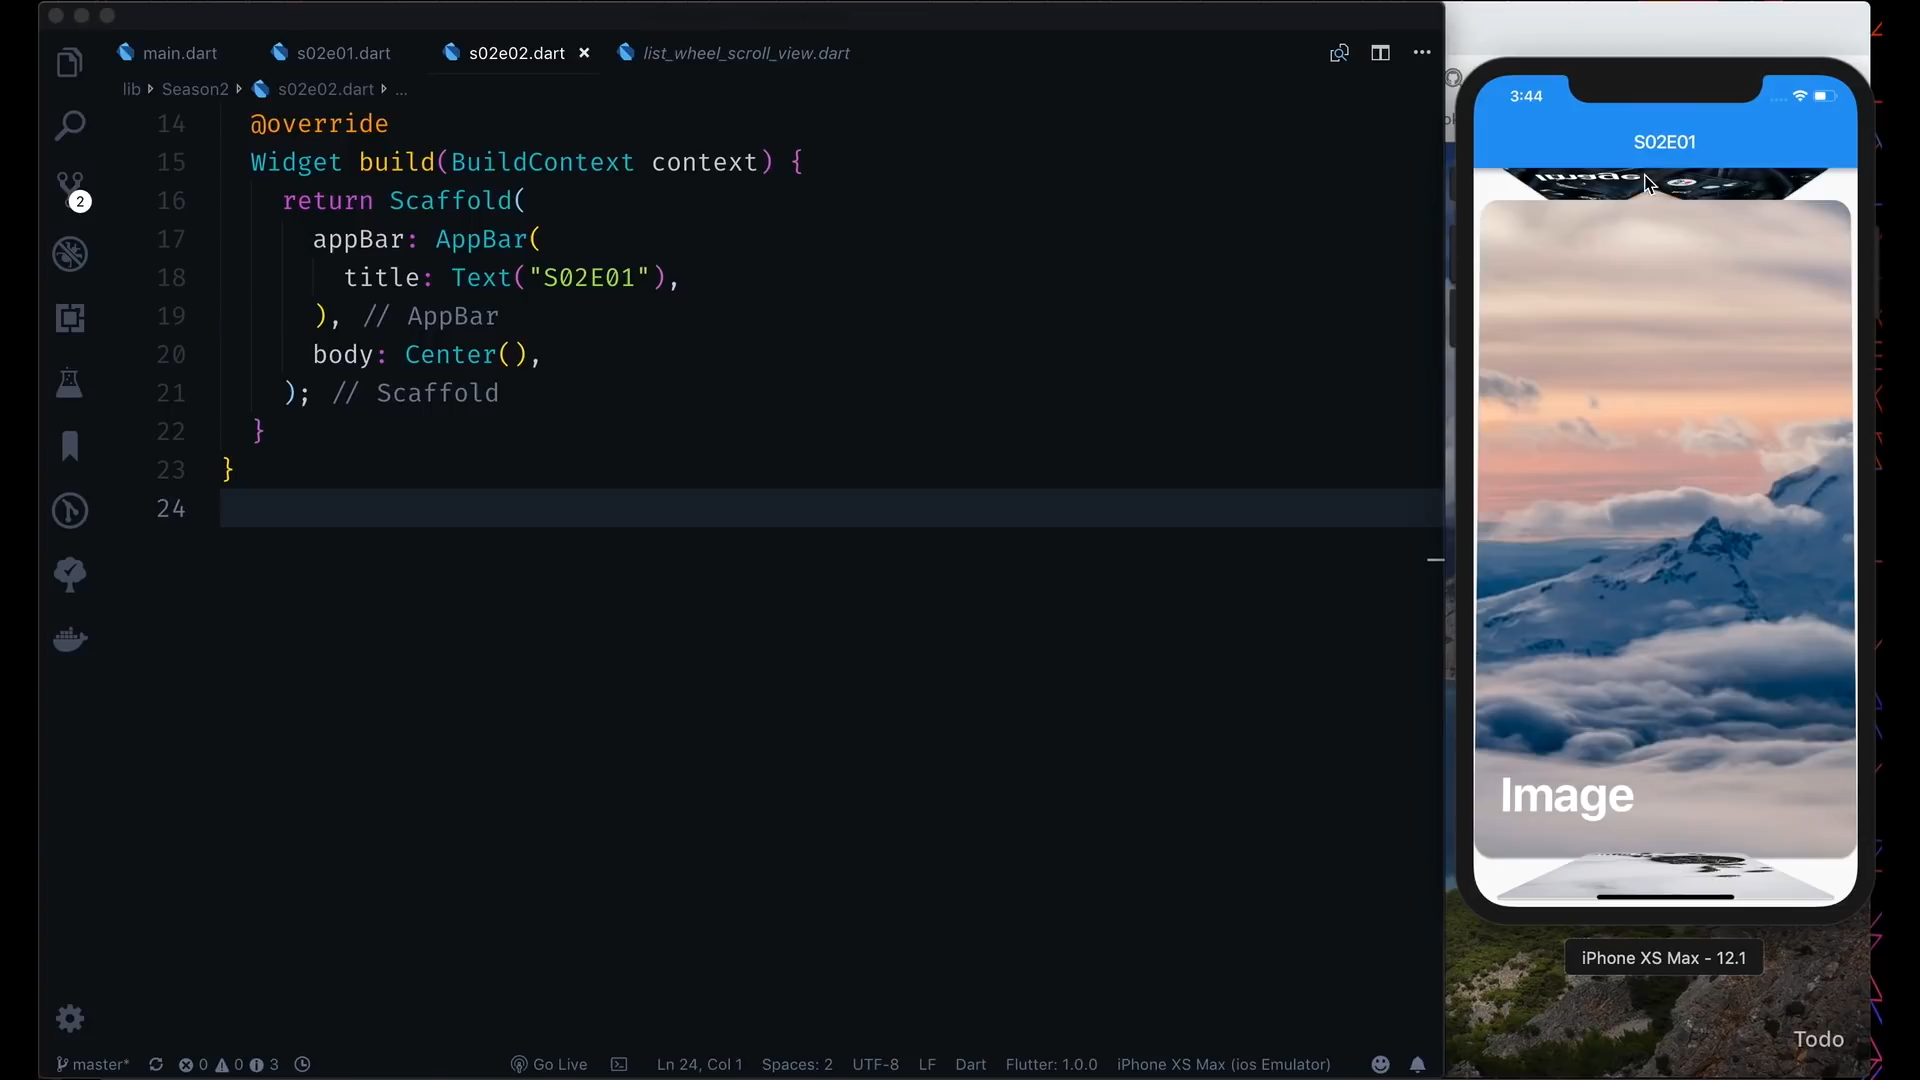 main.dart
s02e01.dart
s02e02.dart ×
list_wheel_scroll_view.dart
lib
Season2
s02e02.dart
...
14 @override
15 Widget build(BuildContext context) {
16 return Scaffold(
17 appBar: AppBar(
18 title: Text("S02E01"),
19 ), // AppBar
20 body: Center(),
21 ); // Scaffold
22 }
23 }
24
2
3:44
S02E01
Image
Image
iPhone XS Max - 12.1
Todo
master*
0
0
3
Go Live
Ln 24, Col 1
Spaces: 2
UTF-8
LF
Dart
Flutter: 1.0.0
iPhone XS Max (ios Emulator)